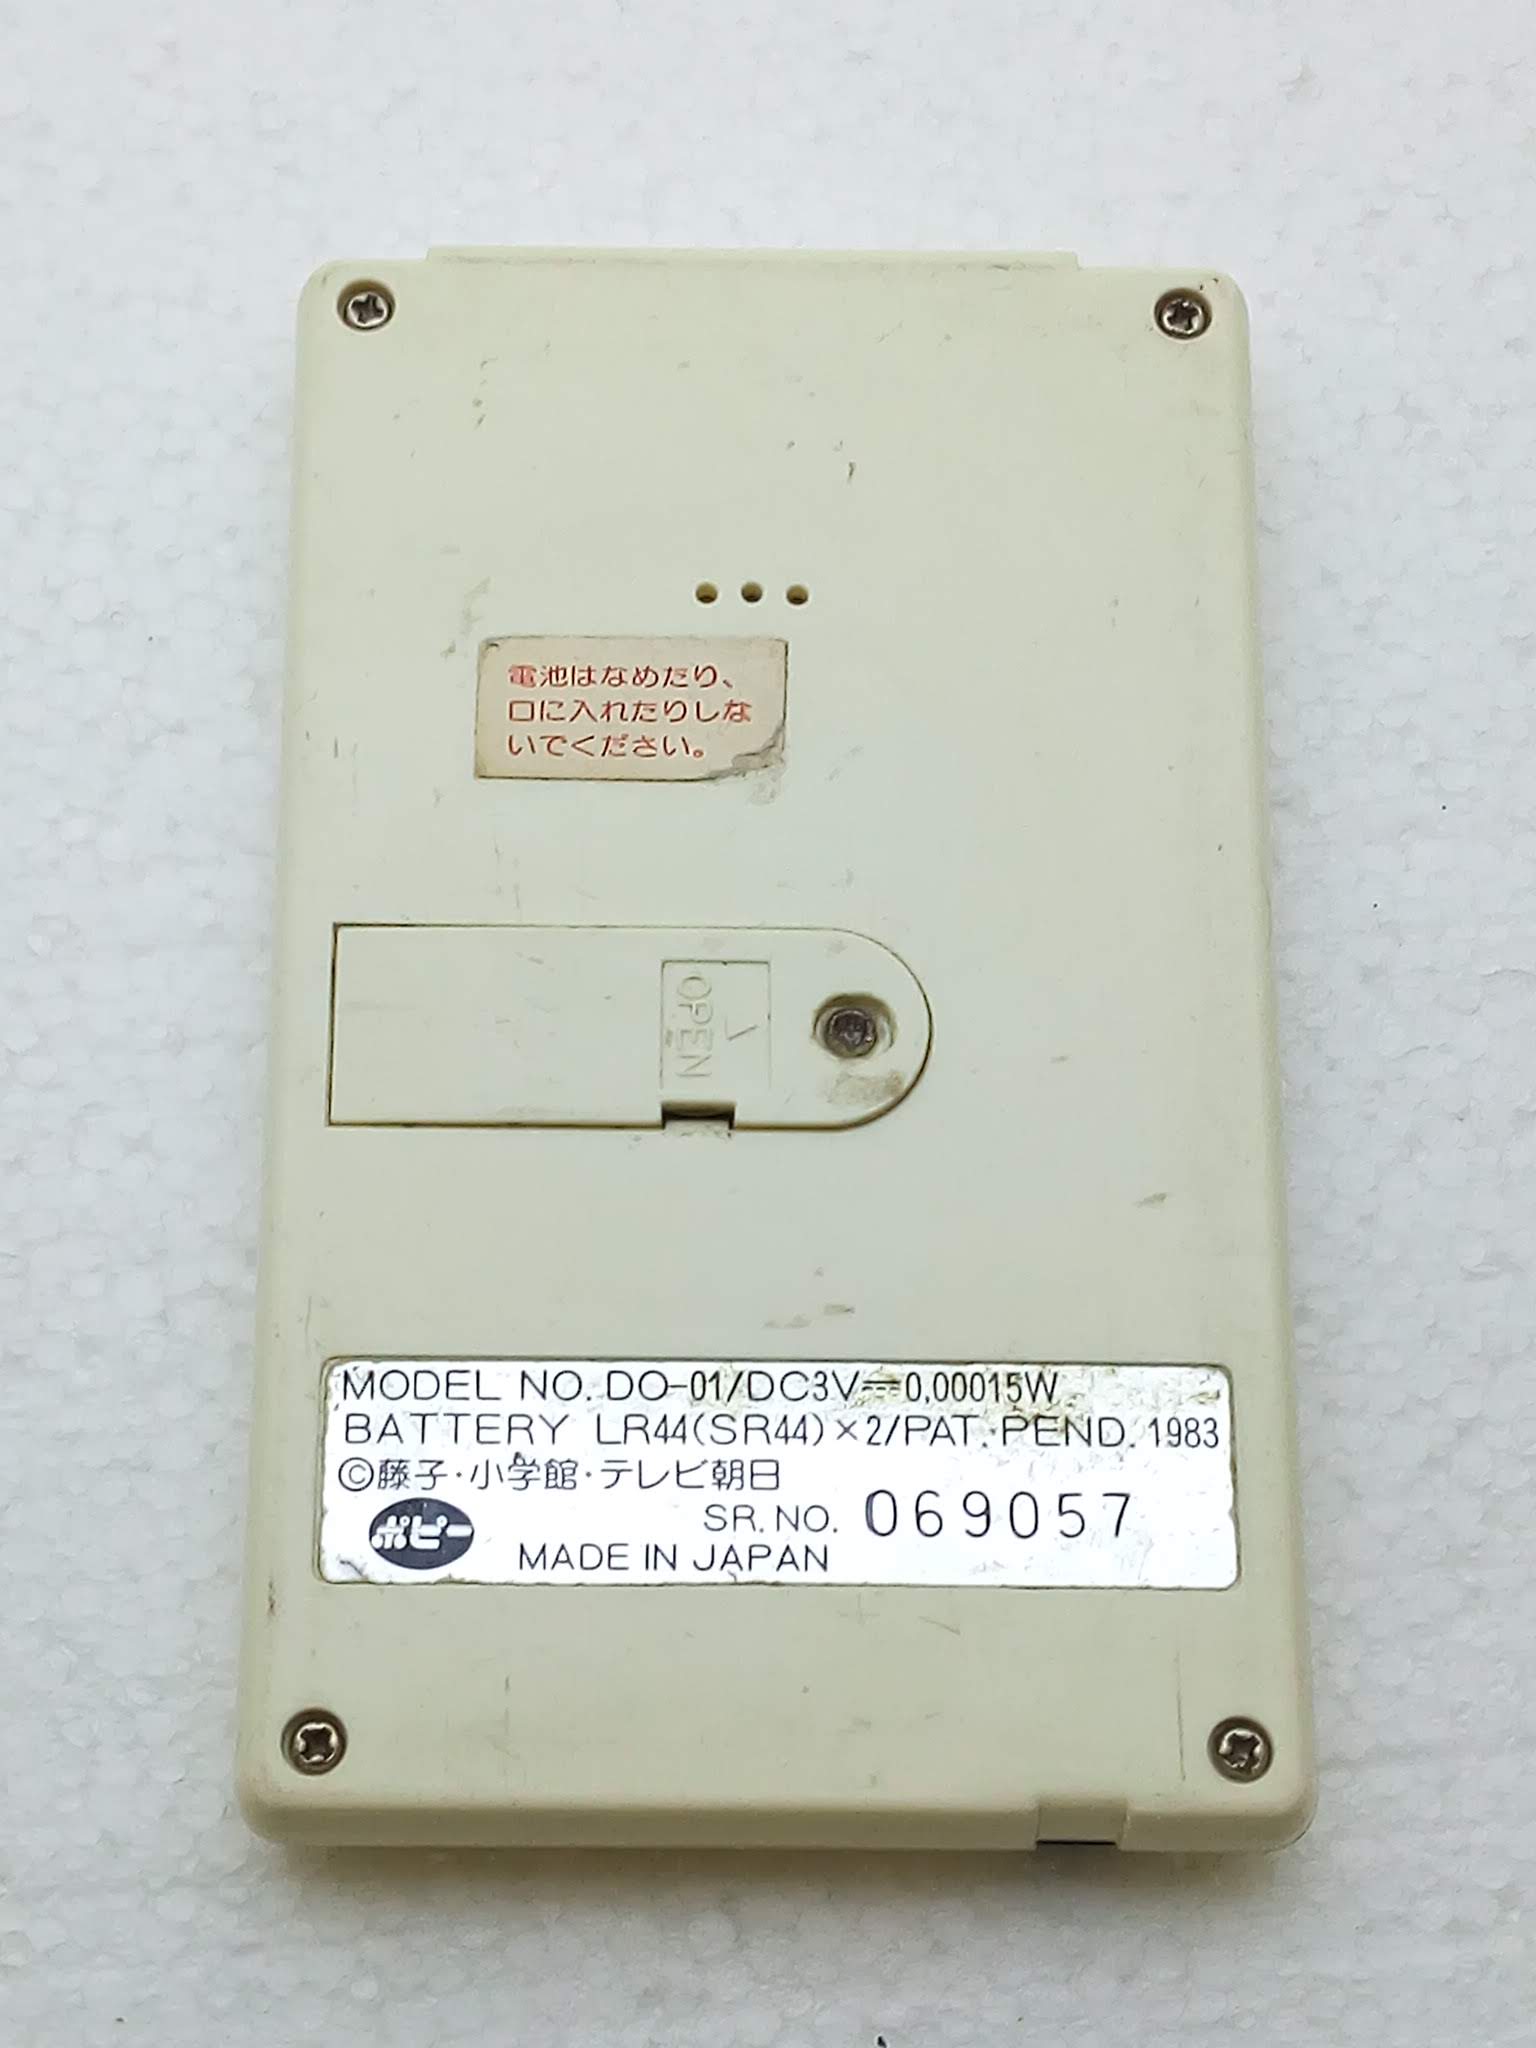 電池はなめたり、
口に入れたりしな
いでください。
OPEN
MODEL NO. DO-01/DC3V⎓0,00015W
BATTERY LR44(SR44)×2/PAT. PEND. 1983
©藤子・小学館・テレビ朝日
SR. NO. 069057
ポピー
MADE IN JAPAN